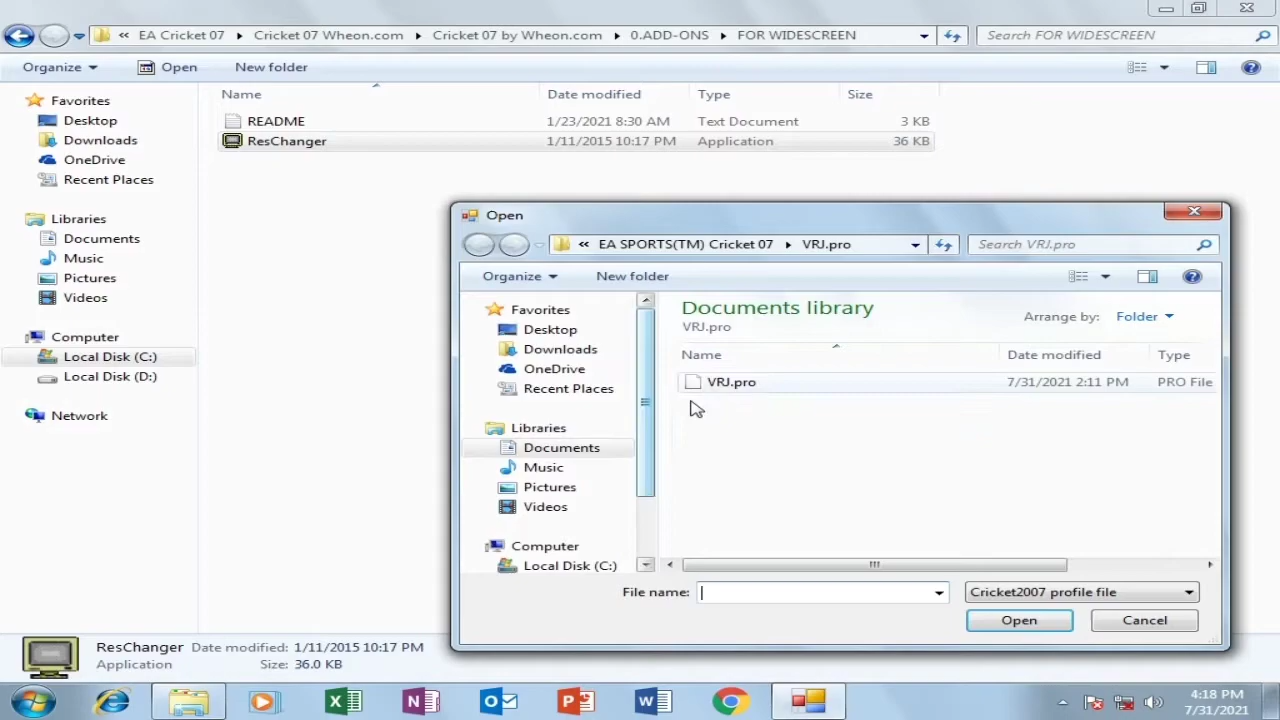 « EA Cricket 07 ▸ Cricket 07 Wheon.com ▸ Cricket 07 by Wheon.com ▸ 0.ADD-ONS ▸ FOR WIDESCREEN
Search FOR WIDESCREEN
Organize
Open
New folder
Name
Date modified
Type
Size
README 1/23/2021 8:30 AM Text Document 3 KB
ResChanger 1/11/2015 10:17 PM Application 36 KB
Favorites
Desktop
Downloads
OneDrive
Recent Places
Libraries
Documents
Music
Pictures
Videos
Computer
Local Disk (C:)
Local Disk (D:)
Network
Open
« EA SPORTS(TM) Cricket 07 ▸ VRJ.pro
Search VRJ.pro
Organize
New folder
Favorites
Desktop
Downloads
OneDrive
Recent Places
Libraries
Documents
Music
Pictures
Videos
Computer
Local Disk (C:)
Documents library
VRJ.pro
Arrange by: Folder
Name
Date modified
Type
VRJ.pro 7/31/2021 2:11 PM PRO File
File name:
Cricket2007 profile file
Open
Cancel
ResChanger Date modified: 1/11/2015 10:17 PM
Application Size: 36.0 KB
4:18 PM
7/31/2021